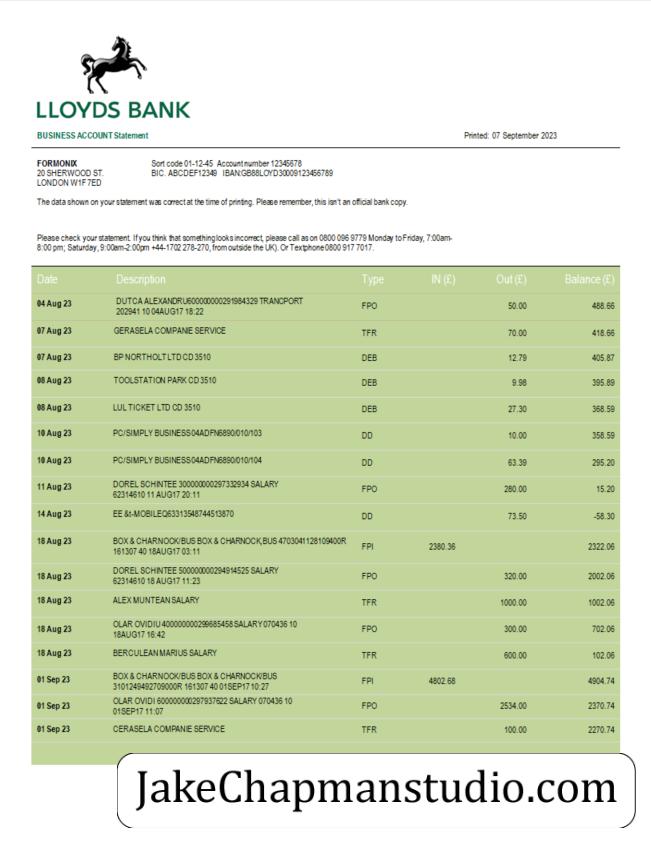 LLOYDS BANK
BUSINESS ACCOUNT Statement Printed: 07 September 2023
FORMONIX Sort code 01-12-45 Account number 12345678
20 SHERWOOD ST. BIC. ABCDEF12349 IBAN:GB88LOYD30009123456789
LONDON W1F 7ED
The data shown on your statement was correct at the time of printing. Please remember, this isn't an official bank copy.
Please check your statement. If you think that something looks incorrect, please call as on 0800 096 9779 Monday to Friday, 7:00am-
8:00 pm; Saturday, 9:00am-2:00pm +44-1702 278-270, from outside the UK). Or Textphone 0800 917 7017.
Date Description Type IN (£) Out (£) Balance (£)
04 Aug 23 DUTCA ALEXANDRU600000000291984329 TRANCPORT FPO 50.00 488.66
202941 10 04AUG17 18:22
07 Aug 23 GERASELA COMPANIE SERVICE TFR 70.00 418.66
07 Aug 23 BP NORTHOLT LTD CD 3510 DEB 12.79 405.87
08 Aug 23 TOOLSTATION PARK CD 3510 DEB 9.98 395.89
08 Aug 23 LUL TICKET LTD CD 3510 DEB 27.30 368.59
10 Aug 23 PC/SIMPLY BUSINESS04ADFN6890/010/103 DD 10.00 358.59
10 Aug 23 PC/SIMPLY BUSINESS04ADFN6890/010/104 DD 63.39 295.20
11 Aug 23 DOREL SCHINTEE 300000000297332934 SALARY FPO 280.00 15.20
62314610 11 AUG17 20:11
14 Aug 23 EE &t-MOBILEQ63313548744513870 DD 73.50 -58.30
18 Aug 23 BOX & CHARNOCK/BUS BOX & CHARNOCK,BUS 4703041128109400R FPI 2380.36 2322.06
161307 40 18AUG17 03:11
18 Aug 23 DOREL SCHINTEE 500000000294914525 SALARY FPO 320.00 2002.06
62314610 18 AUG17 11:23
18 Aug 23 ALEX MUNTEAN SALARY TFR 1000.00 1002.06
18 Aug 23 OLAR OVIDIU 400000000299685458 SALARY 070436 10 FPO 300.00 702.06
18AUG17 16:42
18 Aug 23 BERCULEAN MARIUS SALARY TFR 600.00 102.06
01 Sep 23 BOX & CHARNOCK/BUS BOX & CHARNOCK/BUS FPI 4802.68 4904.74
3101249492709000R 161307 40 01SEP17 10:27
01 Sep 23 OLAR OVIDI 600000000297937622 SALARY 070436 10 FPO 2534.00 2370.74
01SEP17 11:07
01 Sep 23 CERASELA COMPANIE SERVICE TFR 100.00 2270.74
JakeChapmanstudio.com